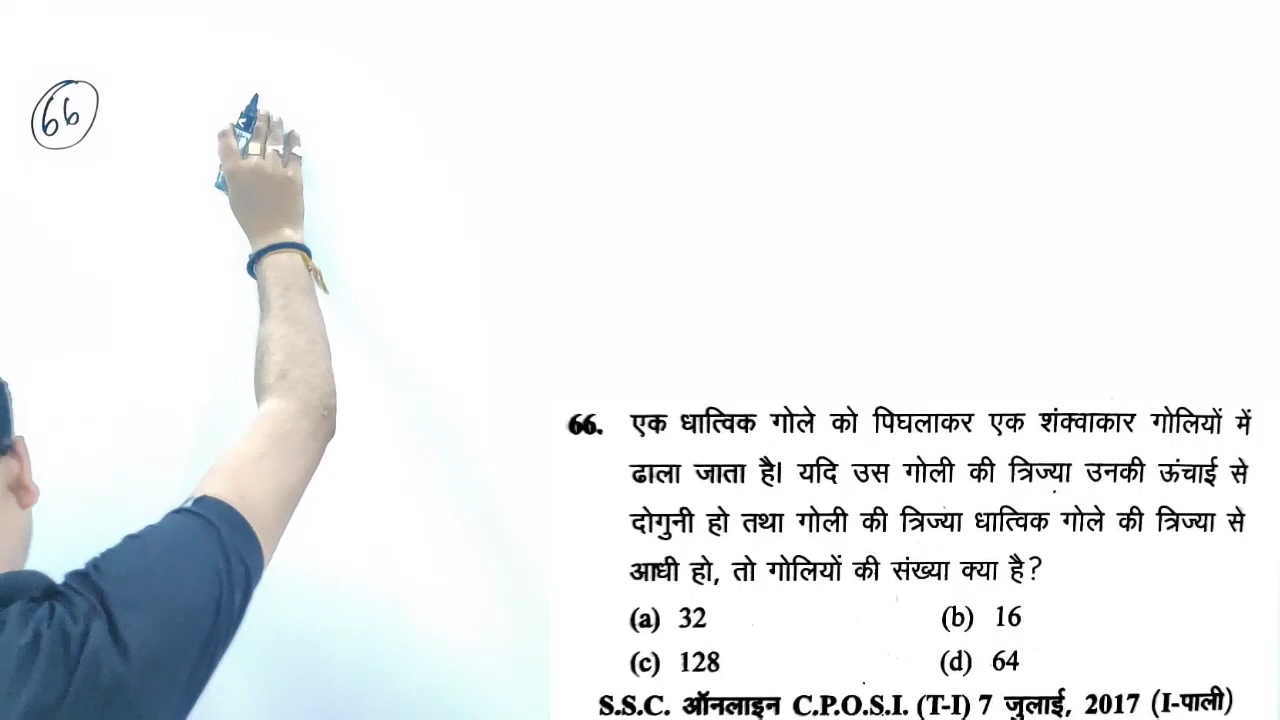 66
66. एक धात्विक गोले को पिघलाकर एक शंक्वाकार गोलियों में
ढाला जाता है। यदि उस गोली की त्रिज्या उनकी ऊंचाई से
दोगुनी हो तथा गोली की त्रिज्या धात्विक गोले की त्रिज्या से
आधी हो, तो गोलियों की संख्या क्या है?
(a) 32 (b) 16
(c) 128 (d) 64
S.S.C. ऑनलाइन C.P.O.S.I. (T-I) 7 जुलाई, 2017 (I-पाली)